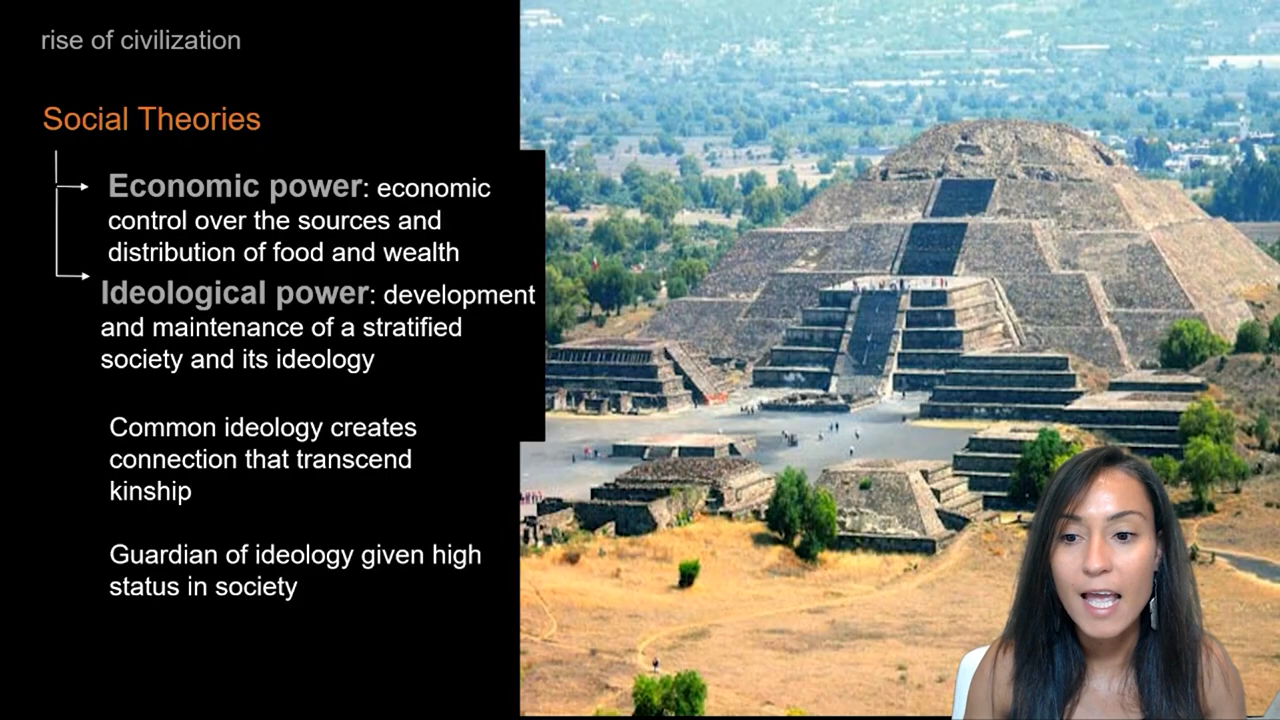 rise of civilization
Social Theories
Economic power: economic
control over the sources and
distribution of food and wealth
Ideological power: development
and maintenance of a stratified
society and its ideology
Common ideology creates
connection that transcend
kinship
Guardian of ideology given high
status in society